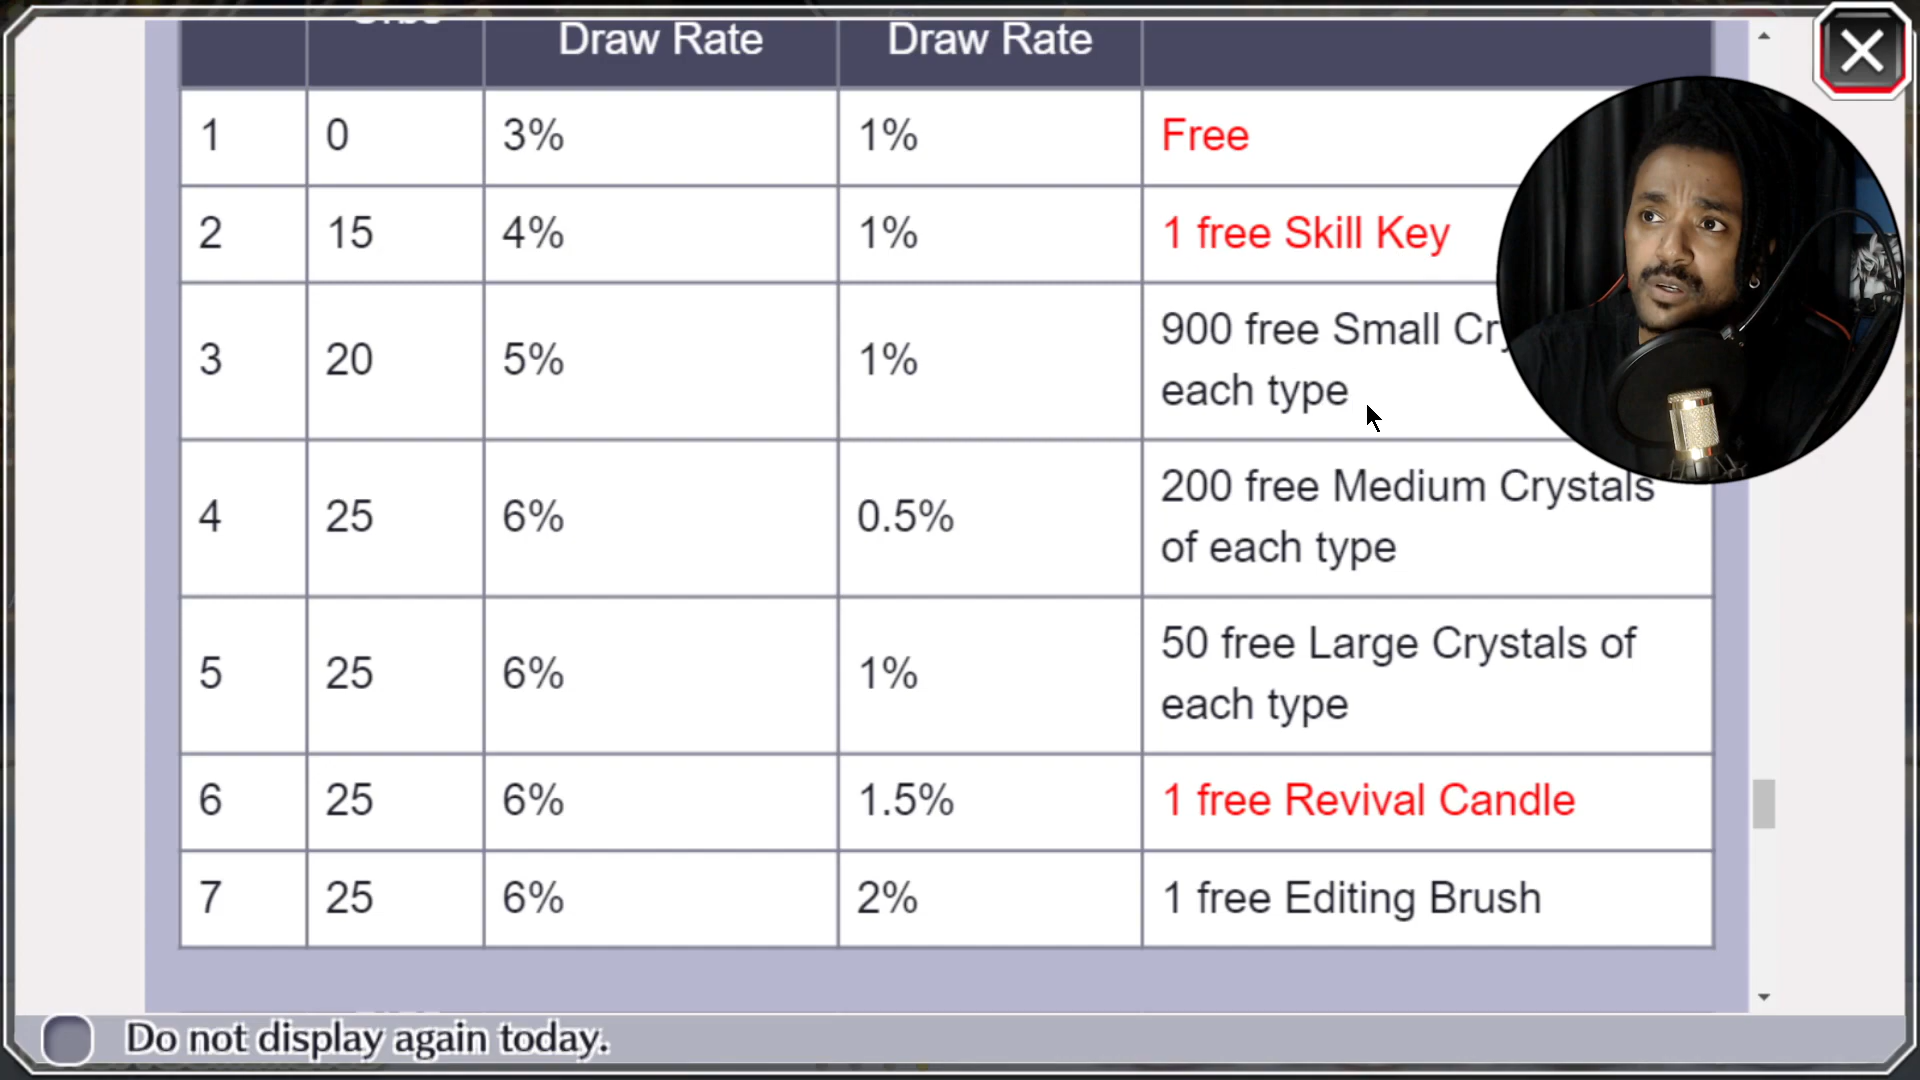 Draw Rate Draw Rate
1 0 3% 1% Free
2 15 4% 1% 1 free Skill Key
3 20 5% 1% 900 free Small
each type
4 25 6% 0.5% 200 free Medium Crystals
of each type
5 25 6% 1% 50 free Large Crystals of
each type
6 25 6% 1.5% 1 free Revival Candle
7 25 6% 2% 1 free Editing Brush
Do not display again today.